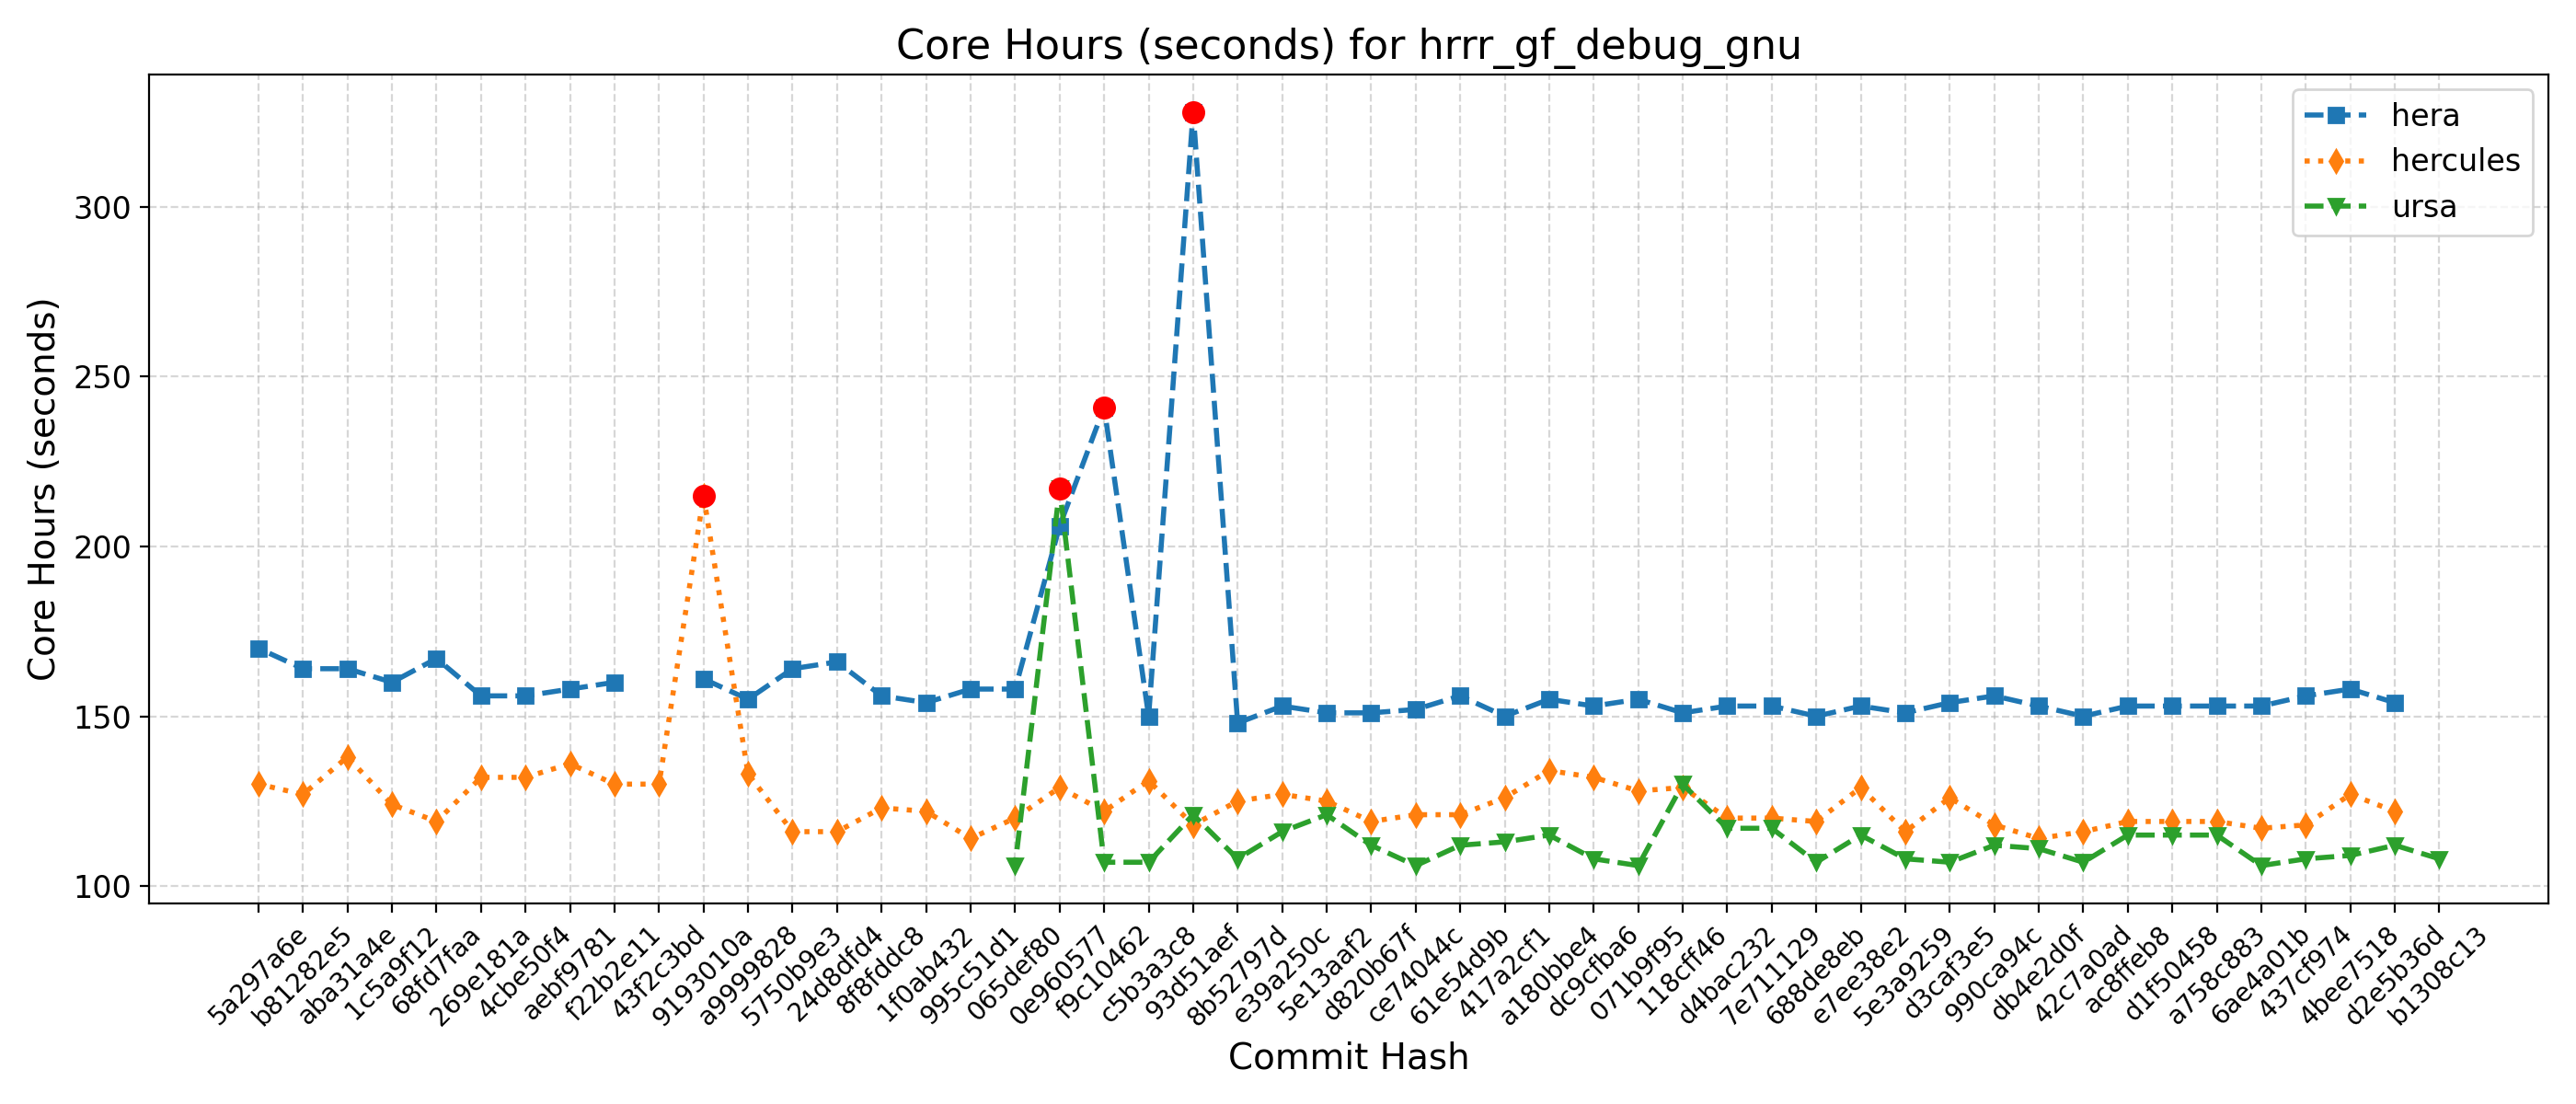 Core Hours (seconds) for hrrr_gf_debug_gnu
hera
hercules
ursa
Core Hours (seconds)
300
250
200
150
100
5a297a6e
b81282e5
aba31a4e
1c5a9f12
68fd7faa
269e181a
4cbe50f4
aebf9781
f22b2e11
43f2c3bd
9193010a
a9999828
5750b9e3
24d8dfd4
8f8fddc8
1f0ab432
995c51d1
065def80
0e960577
f9c10462
c5b3a3c8
93d51aef
8b52797d
e39a250c
5e13aaf2
d820b67f
ce74044c
61e54d9b
417a2cf1
a180bbe4
dc9cfba6
071b9f95
118cff46
d4bac232
7e711129
688de8eb
e7ee38e2
5e3a9259
d3caf3e5
990ca94c
db4e2d0f
42c7a0ad
ac8ffeb8
d1f50458
a758c883
6ae4a01b
437cf974
4bee7518
d2e5b36d
b1308c13
Commit Hash